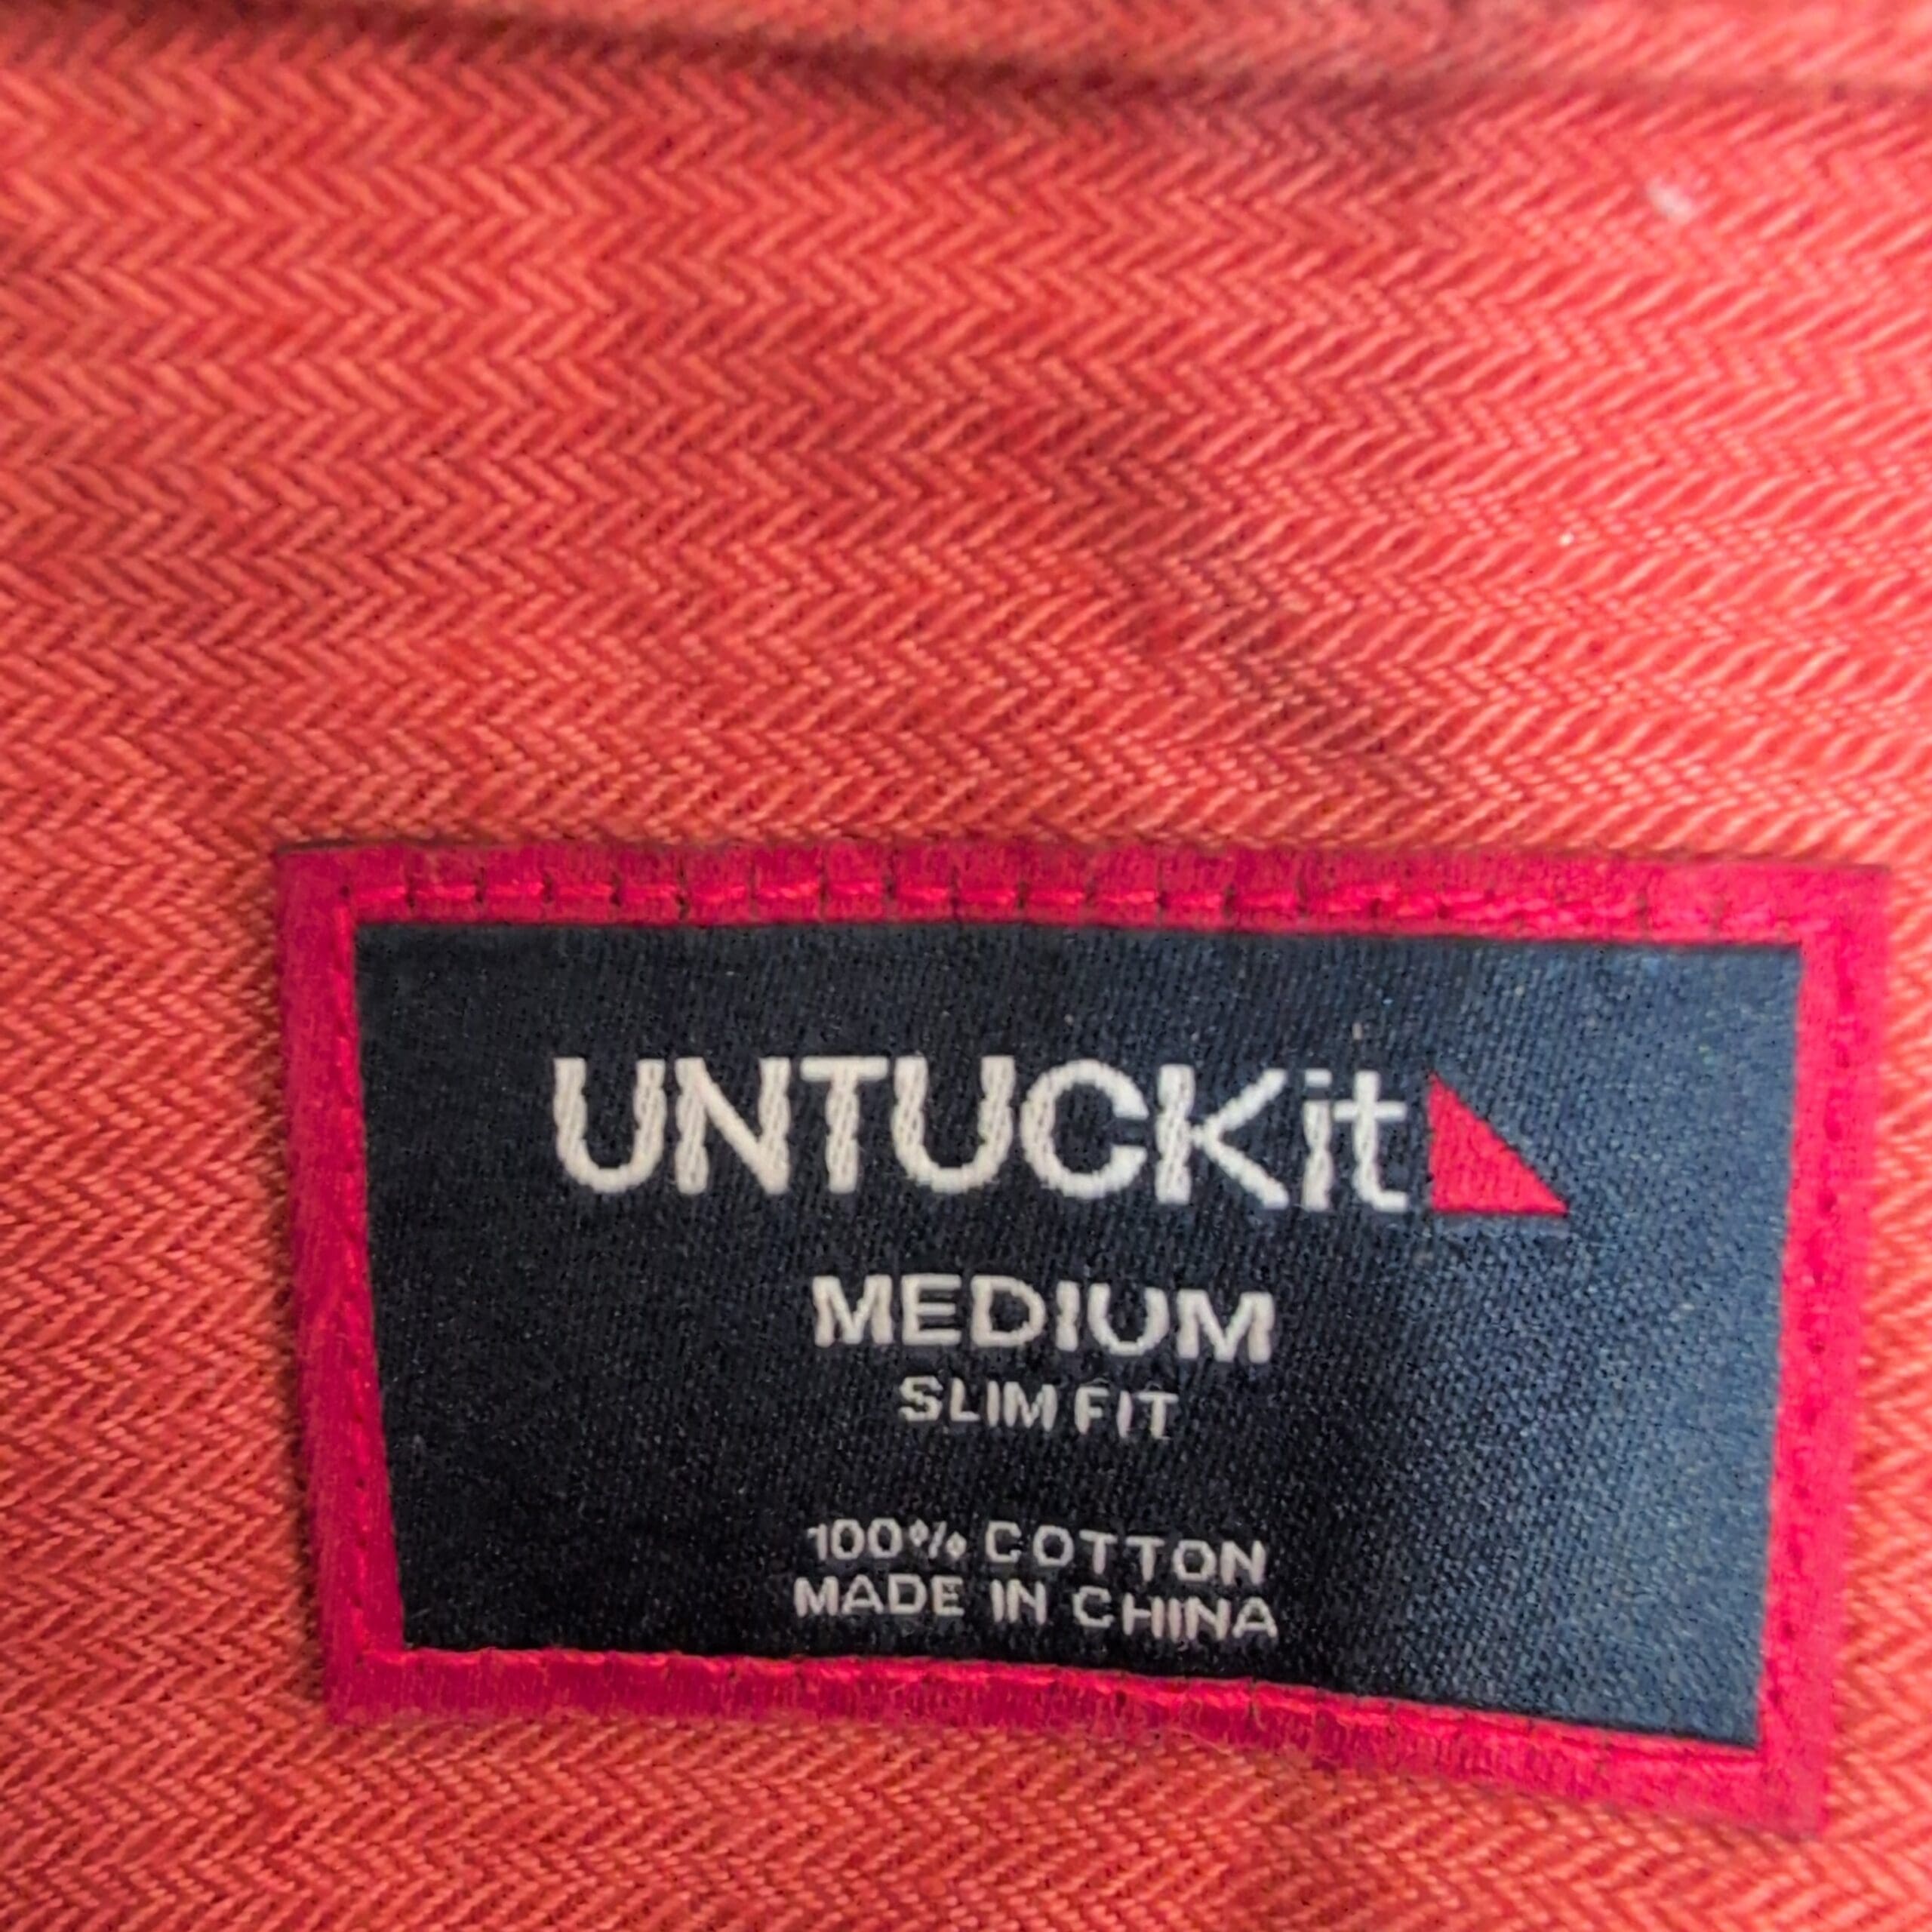 UNTUCKit
MEDIUM
SLIM FIT
100% COTTON
MADE IN CHINA